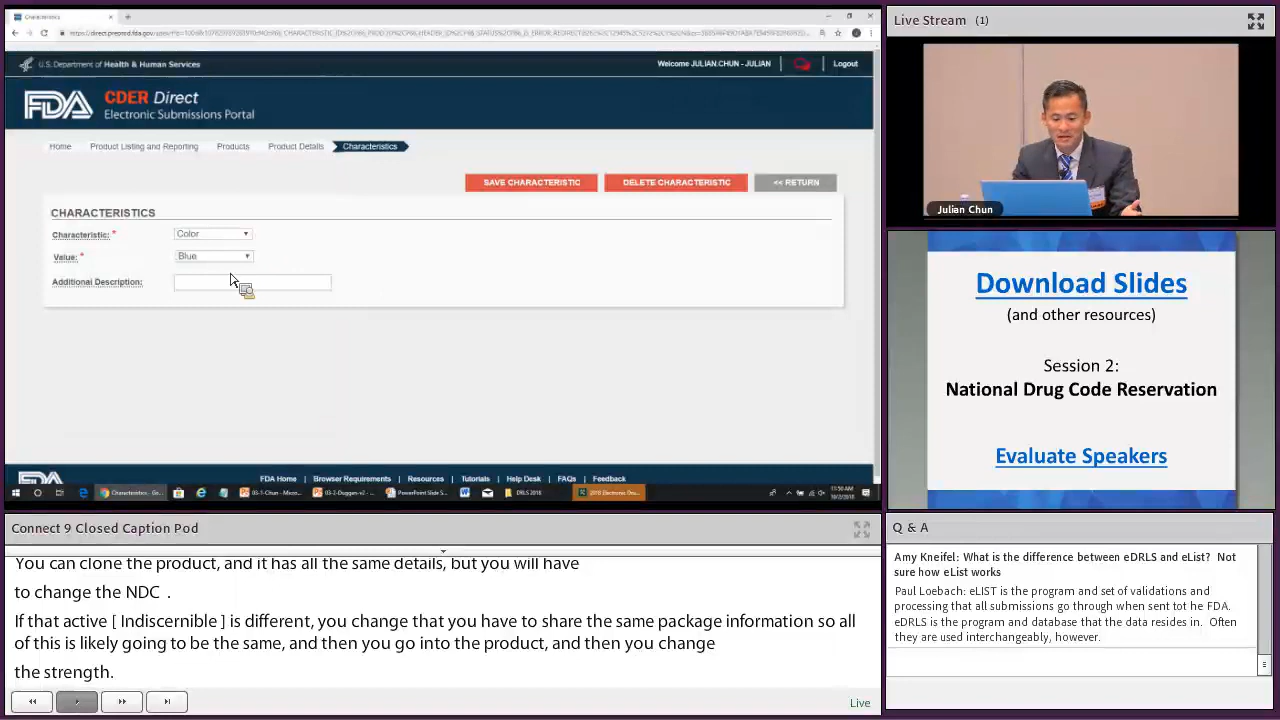 Characteristics
U.S. Department of Health & Human Services
Welcome JULIAN.CHUN - JULIAN
Logout
FDA
CDER Direct
Electronic Submissions Portal
Home
Product Listing and Reporting
Products
Product Details
Characteristics
SAVE CHARACTERISTIC
DELETE CHARACTERISTIC
<< RETURN
CHARACTERISTICS
Characteristic: *
Color
Value: *
Blue
Additional Description:
FDA
FDA Home | Browser Requirements | Resources | Tutorials | Help Desk | FAQs | Feedback
DRLS 2018
11:50 AM
Live Stream (1)
Julian Chun
Download Slides
(and other resources)
Session 2:
National Drug Code Reservation
Evaluate Speakers
Connect 9 Closed Caption Pod
You can clone the product, and it has all the same details, but you will have
to change the NDC .
If that active [ Indiscernible ] is different, you change that you have to share the same package information so all
of this is likely going to be the same, and then you go into the product, and then you change
the strength.
Live
Q & A
Amy Kneifel: What is the difference between eDRLS and eList? Not
sure how eList works
Paul Loebach: eLIST is the program and set of validations and
processing that all submissions go through when sent tot he FDA.
eDRLS is the program and database that the data resides in. Often
they are used interchangeably, however.